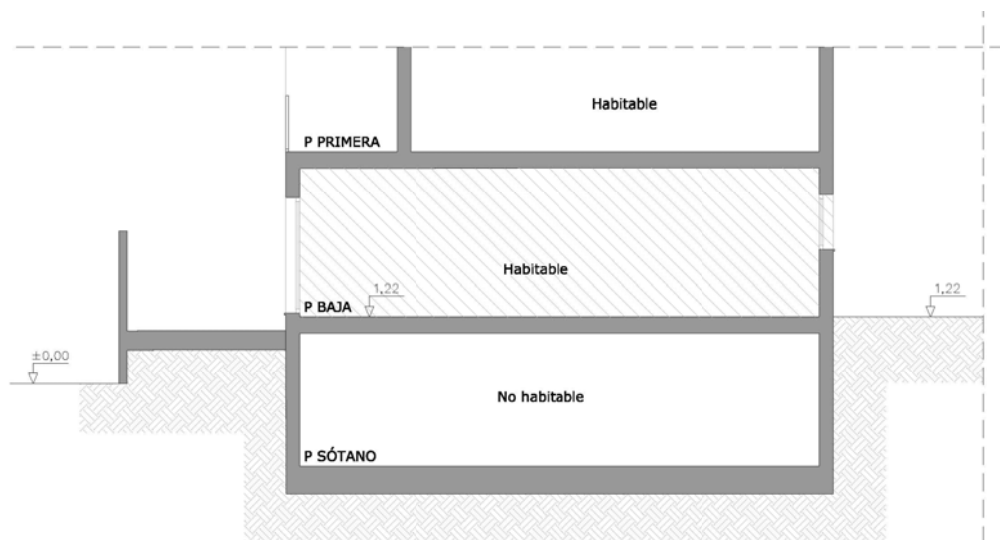 Habitable
P PRIMERA
Habitable
1,22
1,22
P BAJA
±0,00
No habitable
P SÓTANO